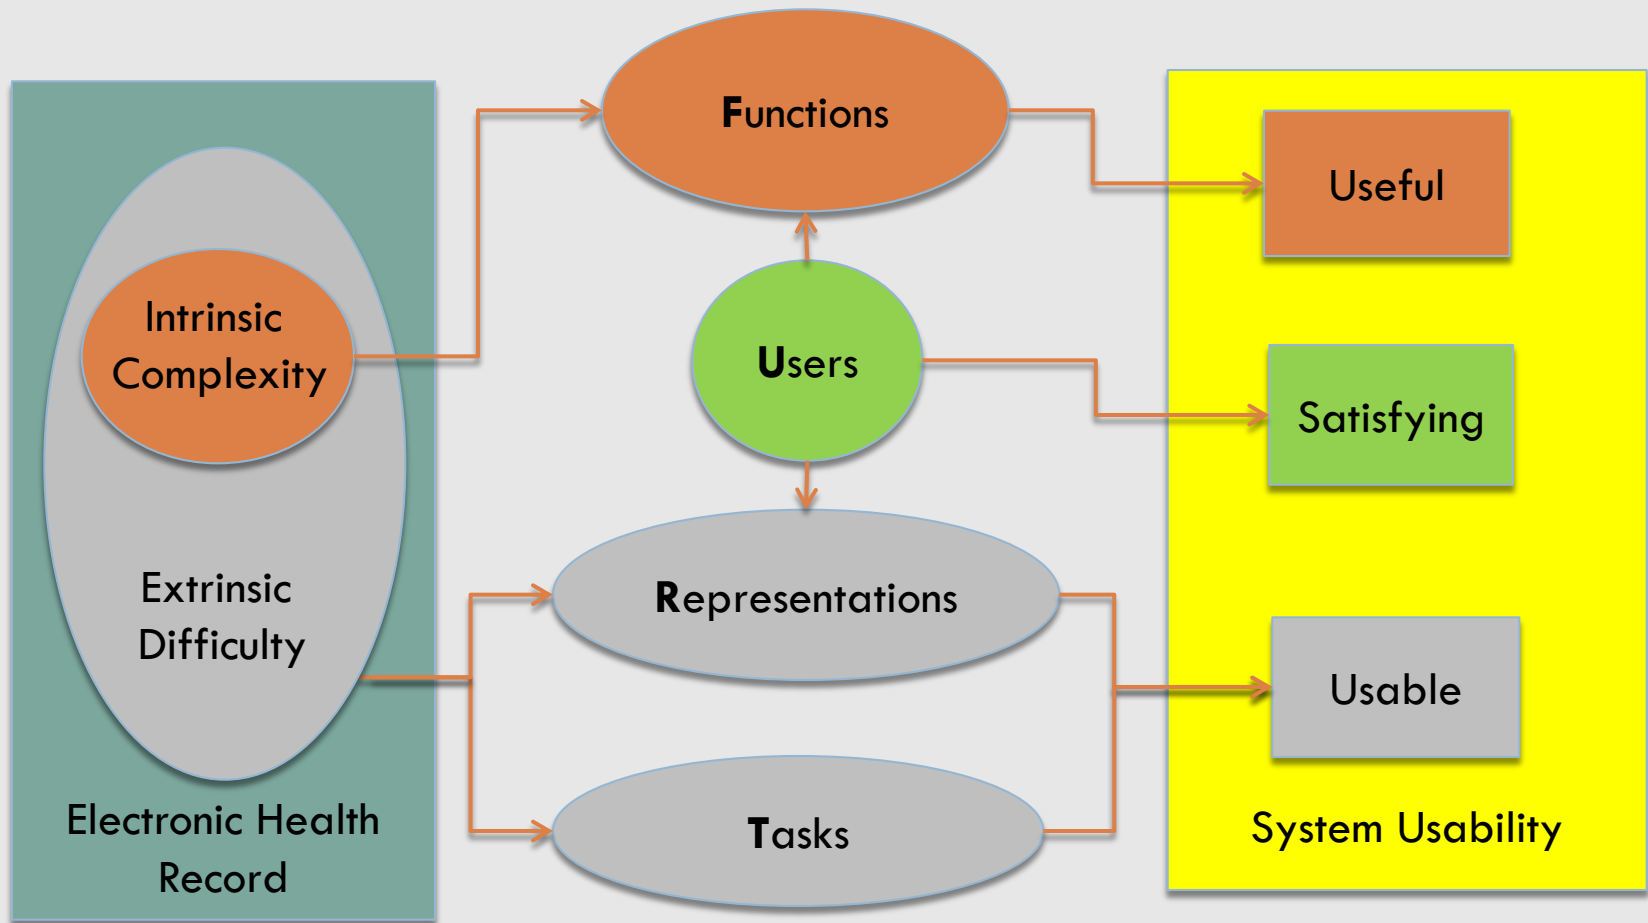 Functions
Useful
Intrinsic
Complexity
Users
Satisfying
Extrinsic
Difficulty
Representations
Usable
Tasks
Electronic Health
Record
System Usability